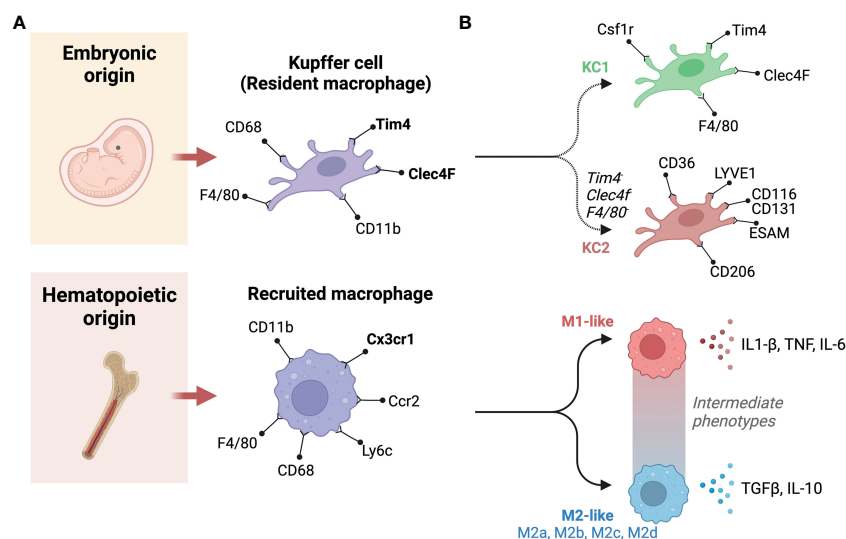 A
Embryonic
origin
Kupffer cell
(Resident macrophage)
CD68
Tim4
Clec4F
F4/80
CD11b
Hematopoietic
origin
Recruited macrophage
CD11b
Cx3cr1
Ccr2
F4/80
Ly6c
CD68
B
Csf1r
Tim4
KC1
Clec4F
F4/80
Tim4-
Clec4f
F4/80-
KC2
CD36
LYVE1
CD116
CD131
ESAM
CD206
M1-like
IL1-β, TNF, IL-6
Intermediate
phenotypes
TGFβ, IL-10
M2-like
M2a, M2b, M2c, M2d